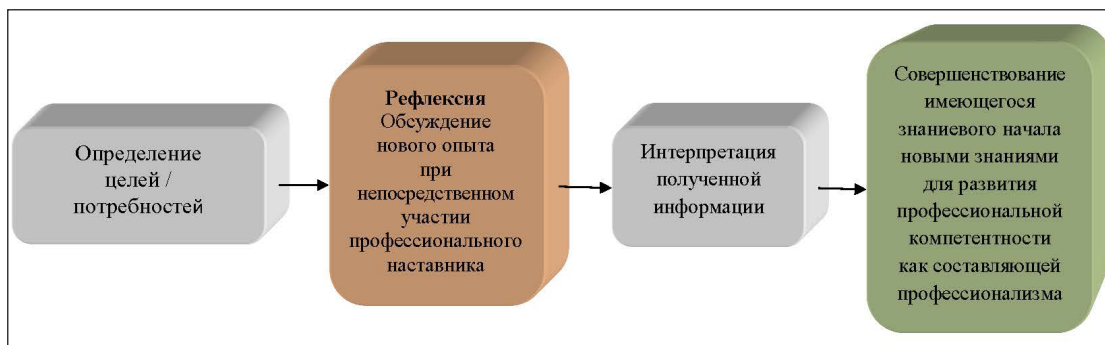 Определение
целей /
потребностей
Рефлексия
Обсуждение
нового опыта
при
непосредственном
участии
профессионального
наставника
Интерпретация
полученной
информации
Совершенствование
имеющегося
знаниевого начала
новыми знаниями
для развития
профессиональной
компетентности
как составляющей
профессионализма